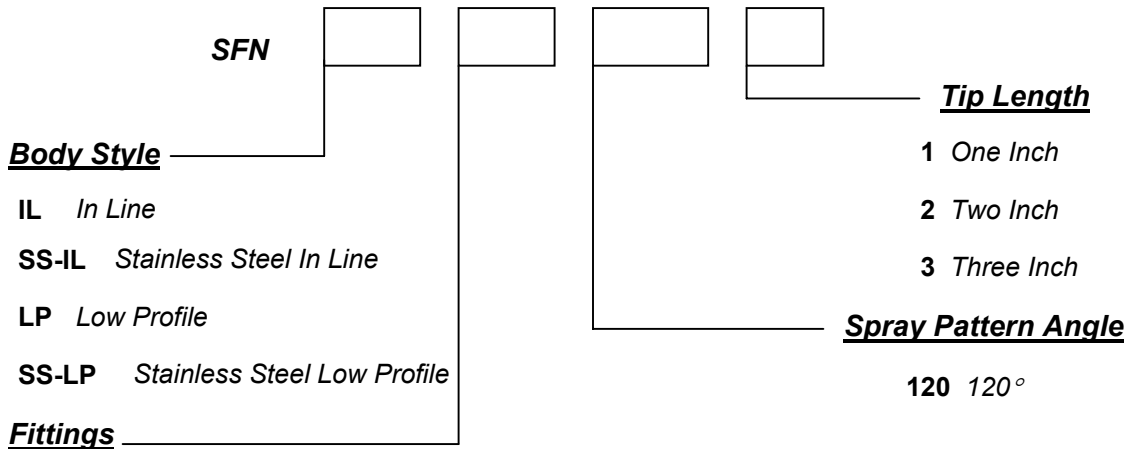 SFN
Body Style
IL In Line
SS-IL Stainless Steel In Line
LP Low Profile
SS-LP Stainless Steel Low Profile
Fittings
Tip Length
1 One Inch
2 Two Inch
3 Three Inch
Spray Pattern Angle
120 120°